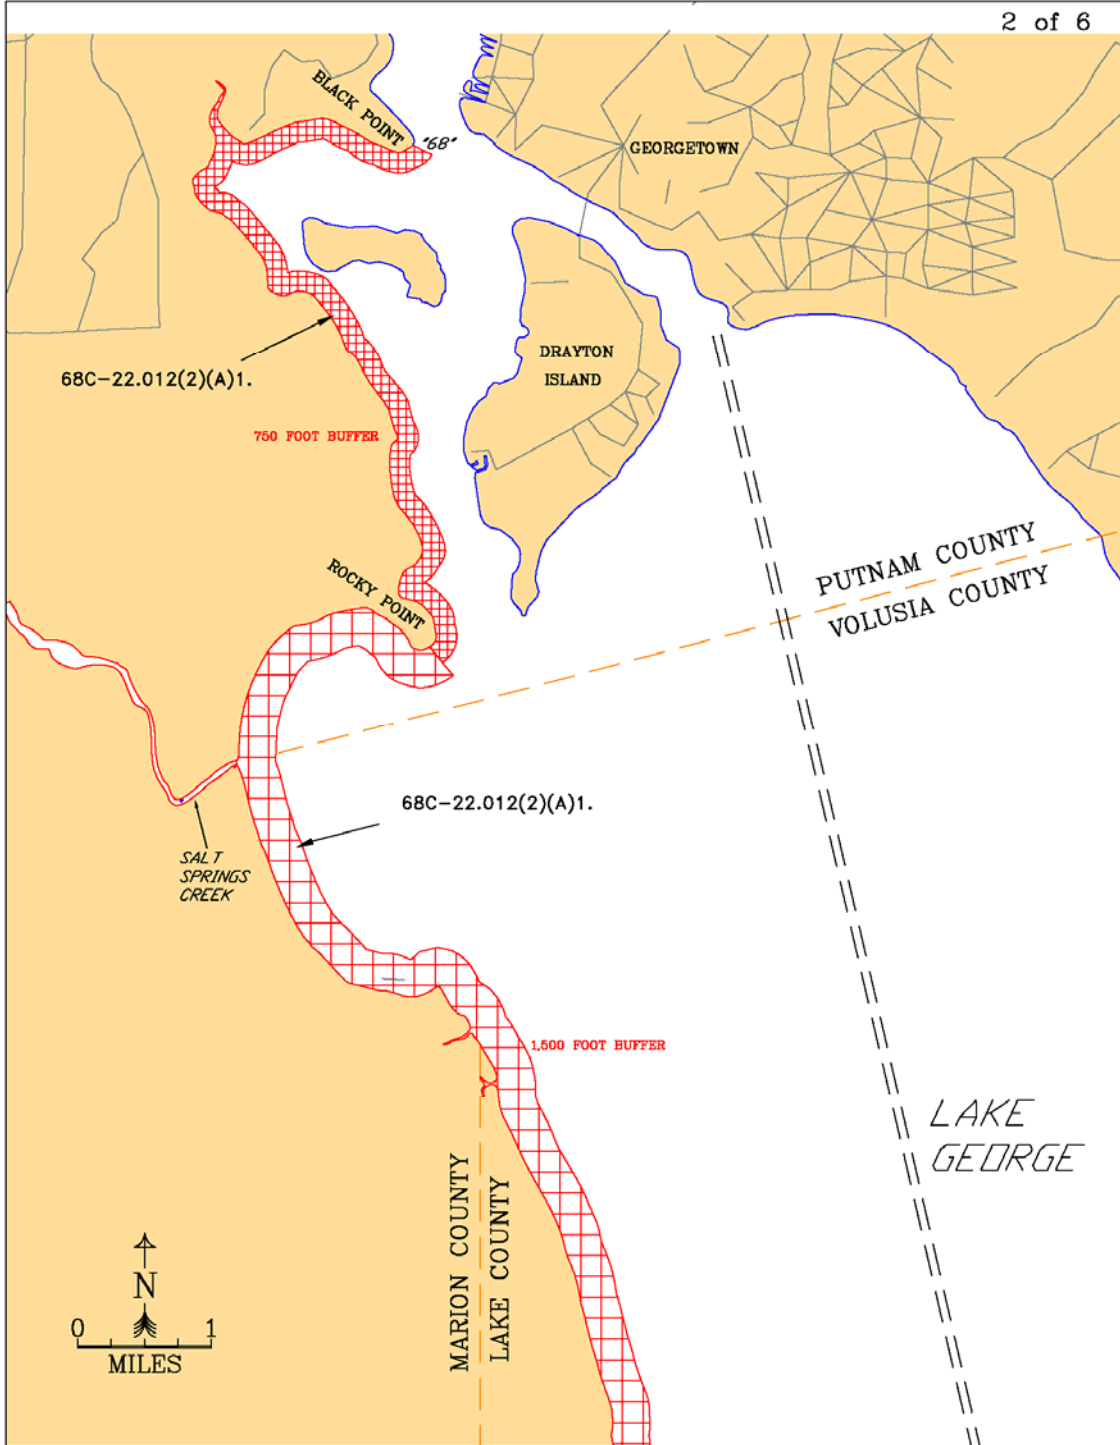 2 of 6
BLACK POINT
"68"
GEORGETOWN
DRAYTON
ISLAND
68C-22.012(2)(A)1.
750 FOOT BUFFER
PUTNAM COUNTY
VOLUSIA COUNTY
ROCKY POINT
68C-22.012(2)(A)1.
SALT
SPRINGS
CREEK
1,500 FOOT BUFFER
LAKE
GEORGE
MARION COUNTY
LAKE COUNTY
N
0 1
MILES